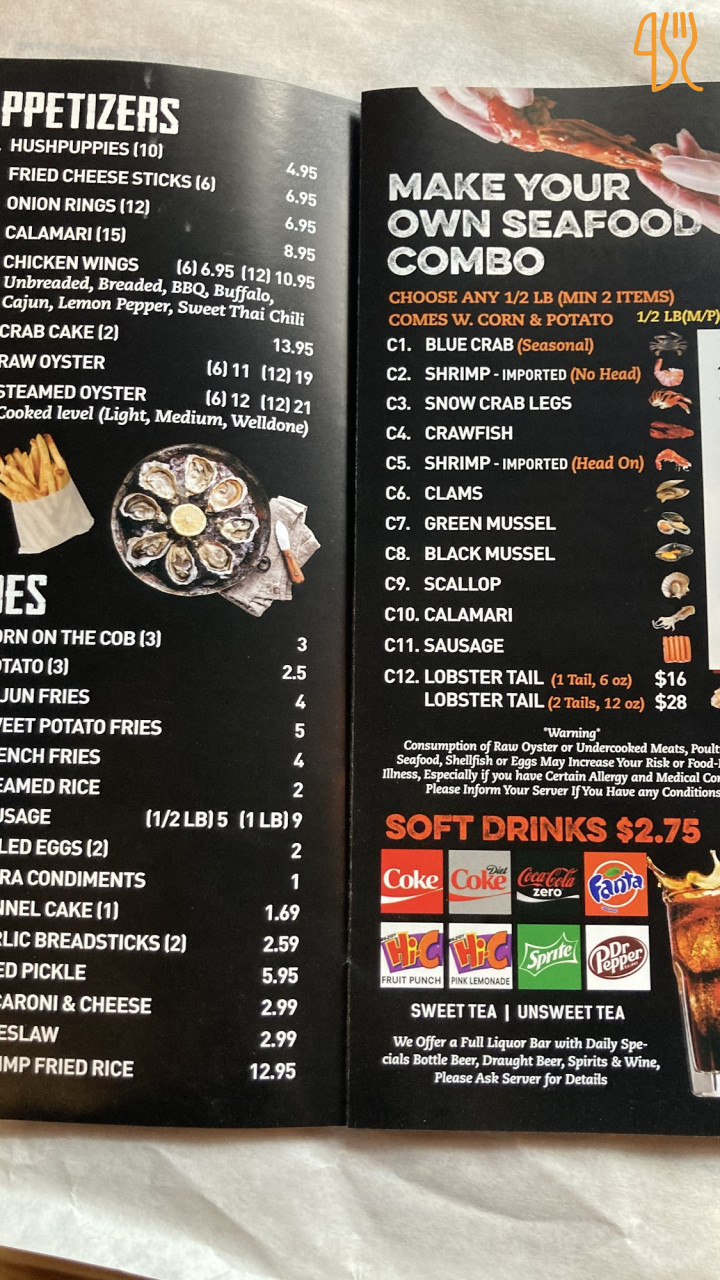 PPETIZERS
HUSHPUPPIES (10) 4.95
FRIED CHEESE STICKS (6) 6.95
ONION RINGS (12) 6.95
CALAMARI (15) 8.95
CHICKEN WINGS (6) 6.95 (12) 10.95
Unbreaded, Breaded, BBQ, Buffalo,
Cajun, Lemon Pepper, Sweet Thai Chili
CRAB CAKE (2) 13.95
RAW OYSTER (6) 11 (12) 19
STEAMED OYSTER (6) 12 (12) 21
Cooked level (Light, Medium, Welldone)
DES
ORN ON THE COB (3) 3
OTATO (3) 2.5
JUN FRIES 4
VEET POTATO FRIES 5
ENCH FRIES 4
EAMED RICE 2
USAGE (1/2 LB) 5 (1 LB) 9
LED EGGS (2) 2
RA CONDIMENTS 1
NNEL CAKE (1) 1.69
RLIC BREADSTICKS (2) 2.59
ED PICKLE 5.95
CARONI & CHEESE 2.99
ESLAW 2.99
IMP FRIED RICE 12.95
MAKE YOUR
OWN SEAFOOD
COMBO
CHOOSE ANY 1/2 LB (MIN 2 ITEMS)
COMES W. CORN & POTATO 1/2 LB(M/P)
C1. BLUE CRAB (Seasonal)
C2. SHRIMP - IMPORTED (No Head)
C3. SNOW CRAB LEGS
C4. CRAWFISH
C5. SHRIMP - IMPORTED (Head On)
C6. CLAMS
C7. GREEN MUSSEL
C8. BLACK MUSSEL
C9. SCALLOP
C10. CALAMARI
C11. SAUSAGE
C12. LOBSTER TAIL (1 Tail, 6 oz) $16
LOBSTER TAIL (2 Tails, 12 oz) $28
"Warning"
Consumption of Raw Oyster or Undercooked Meats, Poult
Seafood, Shellfish or Eggs May Increase Your Risk or Food-
Illness, Especially if you have Certain Allergy and Medical Con
Please Inform Your Server If You Have any Conditions
SOFT DRINKS $2.75
Coke Diet Coke Coca-Cola zero Fanta
Hi-C FRUIT PUNCH Hi-C PINK LEMONADE Sprite Dr Pepper
SWEET TEA | UNSWEET TEA
We Offer a Full Liquor Bar with Daily Spe-
cials Bottle Beer, Draught Beer, Spirits & Wine,
Please Ask Server for Details